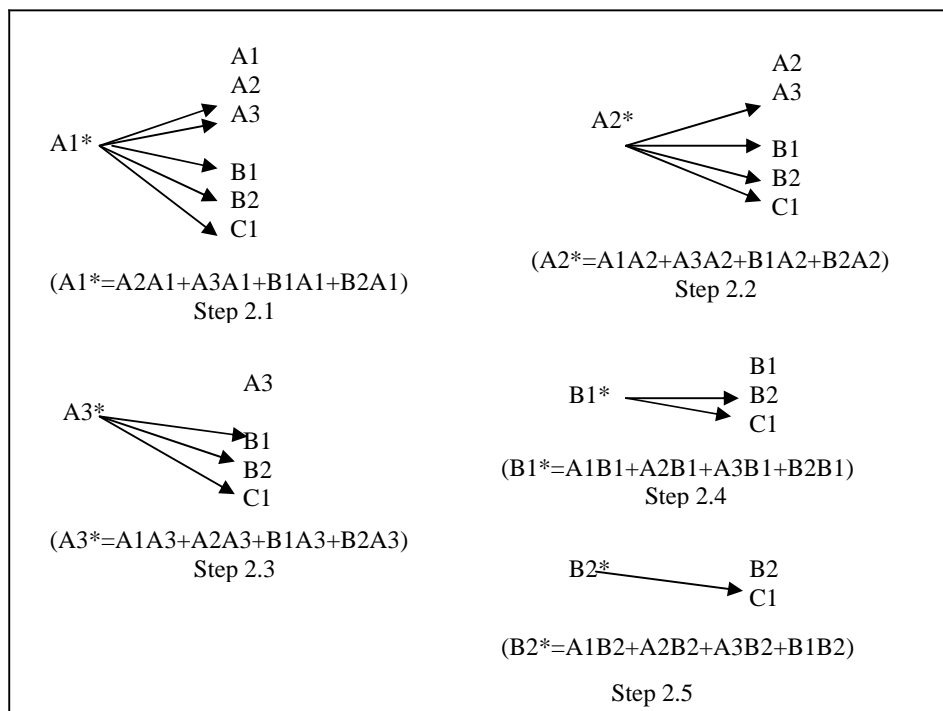 A1
A2
A3
A1*
B1
B2
C1
(A1*=A2A1+A3A1+B1A1+B2A1)
Step 2.1
A2
A3
A2*
B1
B2
C1
(A2*=A1A2+A3A2+B1A2+B2A2)
Step 2.2
A3
A3*
B1
B2
C1
(A3*=A1A3+A2A3+B1A3+B2A3)
Step 2.3
B1
B1*
B2
C1
(B1*=A1B1+A2B1+A3B1+B2B1)
Step 2.4
B2*
B2
C1
(B2*=A1B2+A2B2+A3B2+B1B2)
Step 2.5